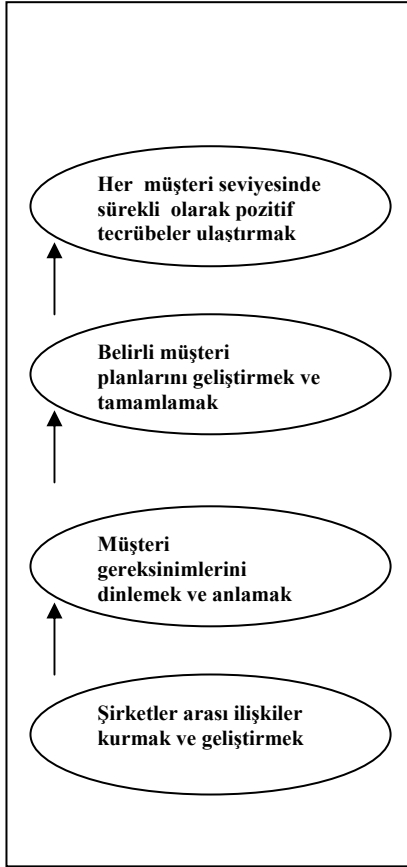 Her müşteri seviyesinde
sürekli olarak pozitif
tecrübeler ulaştırmak
Belirli müşteri
planlarını geliştirmek ve
tamamlamak
Müşteri
gereksinimlerini
dinlemek ve anlamak
Şirketler arası ilişkiler
kurmak ve geliştirmek